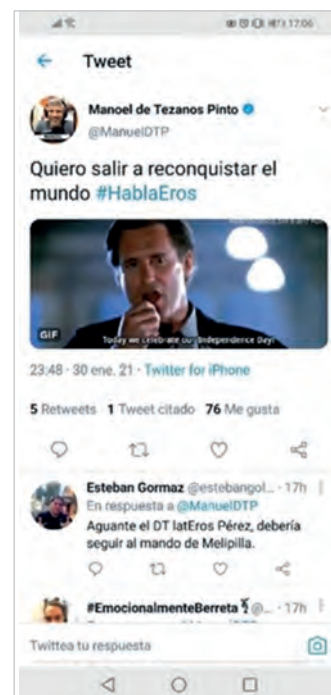 17:06
Tweet
Manoel de Tezanos Pinto
@ManuelDTP
Quiero salir a reconquistar el
mundo #HablaEros
GIF
Today we celebrate our Independence Day!
23:48 · 30 ene. 21 · Twitter for iPhone
5 Retweets 1 Tweet citado 76 Me gusta
Esteban Gormaz @estebangol... · 17h
En respuesta a @ManuelDTP
Aguante el DT latEros Pérez, debería
seguir al mando de Melipilla.
#EmocionalmenteBerreta @... · 17h
Twittea tu respuesta